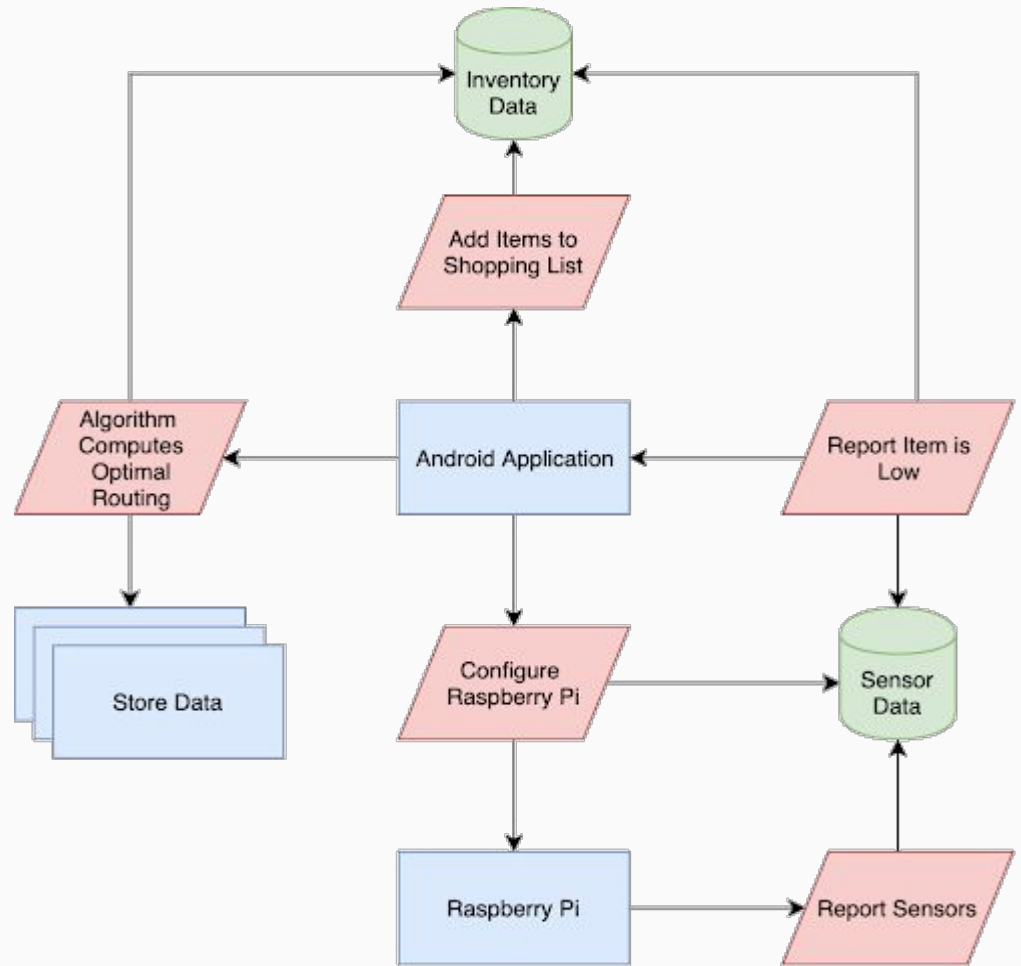 Inventory
Data
Add Items to
Shopping List
Algorithm
Computes
Optimal
Routing
Android Application
Report Item is
Low
Configure
Raspberry Pi
Sensor
Data
Store Data
Raspberry Pi
Report Sensors